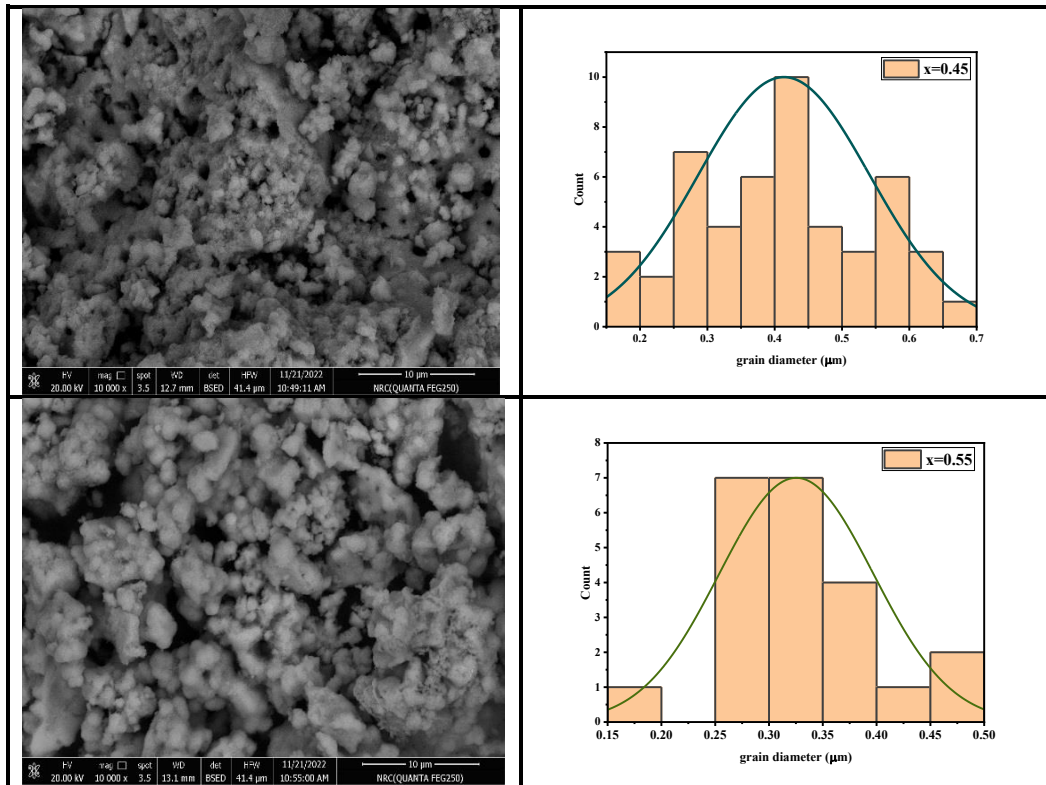 HV mag □ spot WD det HFW 11/21/2022 10 µm
20.00 kV 10 000 x 3.5 12.7 mm BSED 41.4 µm 10:49:11 AM NRC(QUANTA FEG250)
x=0.45
10
8
6
4
2
0
Count
0.2 0.3 0.4 0.5 0.6 0.7
grain diameter (µm)
HV mag □ spot WD det HFW 11/21/2022 10 µm
20.00 kV 10 000 x 3.5 13.1 mm BSED 41.4 µm 10:55:00 AM NRC(QUANTA FEG250)
x=0.55
8
7
6
5
4
3
2
1
0
Count
0.15 0.20 0.25 0.30 0.35 0.40 0.45 0.50
grain diameter (µm)